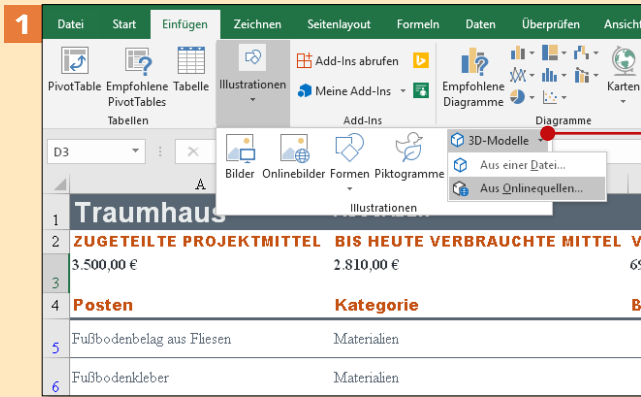 1
Datei Start Einfügen Zeichnen Seitenlayout Formeln Daten Überprüfen Ansicht
Add-Ins abrufen
PivotTable Empfohlene Tabelle Illustrationen Meine Add-Ins Empfohlene Karten
PivotTables Diagramme
Tabellen Add-Ins Diagramme
D3 3D-Modelle
Aus einer Datei...
Bilder Onlinebilder Formen Piktogramme
Aus Onlinequellen...
A
Illustrationen
1 Traumhaus
2 ZUGETEILTE PROJEKTMITTEL BIS HEUTE VERBRAUCHTE MITTEL V
3 3.500,00 € 2.810,00 € 69
4 Posten Kategorie B
5 Fußbodenbelag aus Fliesen Materialien
6 Fußbodenkleber Materialien